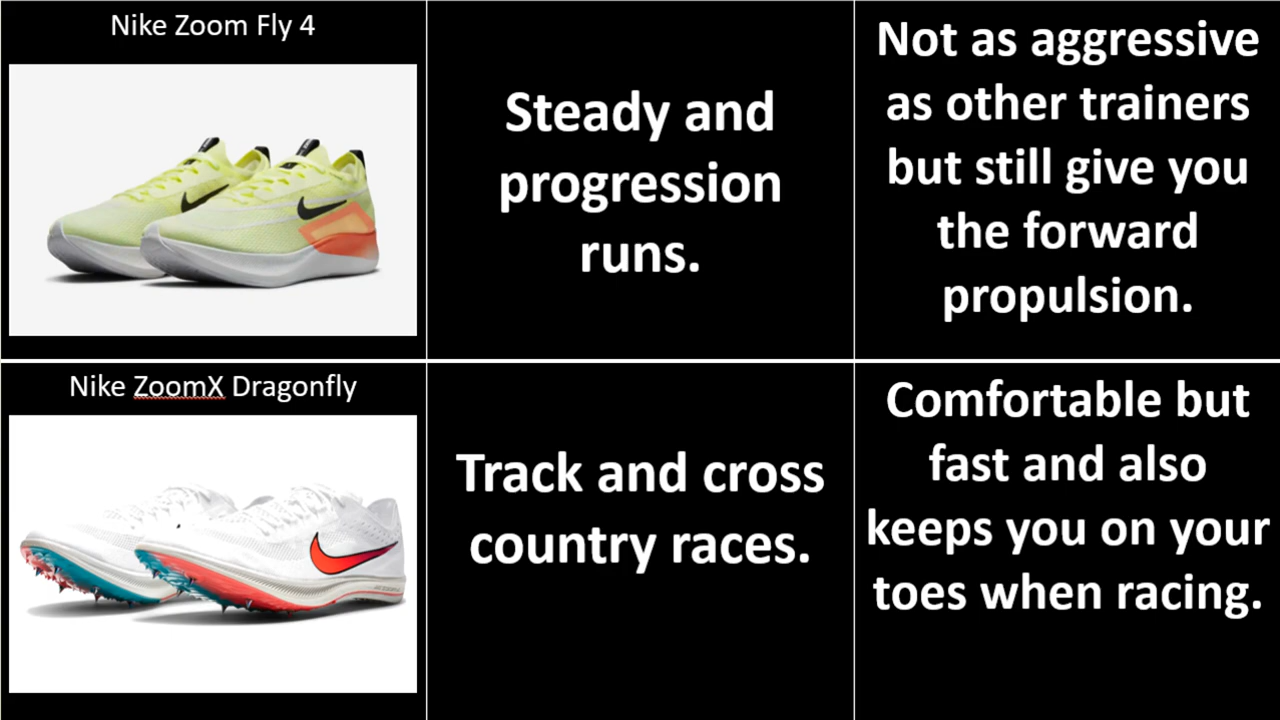 Nike Zoom Fly 4
Steady and
progression
runs.
Not as aggressive
as other trainers
but still give you
the forward
propulsion.
Nike ZoomX Dragonfly
Track and cross
country races.
Comfortable but
fast and also
keeps you on your
toes when racing.